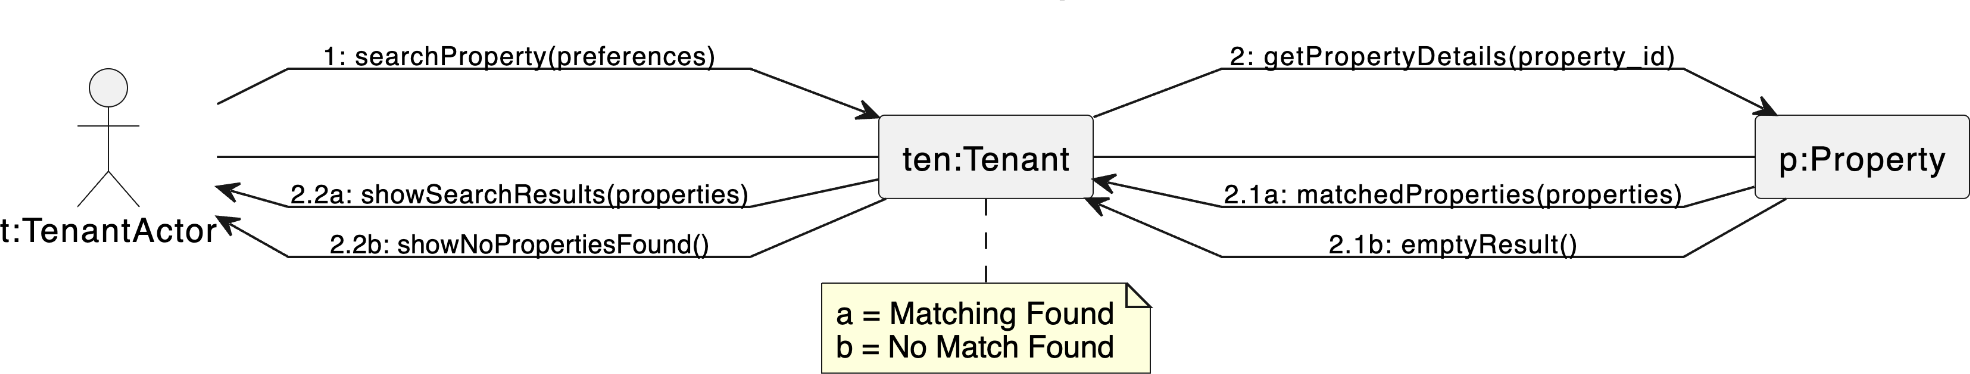 1: searchProperty(preferences)
2: getPropertyDetails(property_id)
ten:Tenant
p:Property
2.2a: showSearchResults(properties)
2.1a: matchedProperties(properties)
t:TenantActor
2.2b: showNoPropertiesFound()
2.1b: emptyResult()
a = Matching Found
b = No Match Found